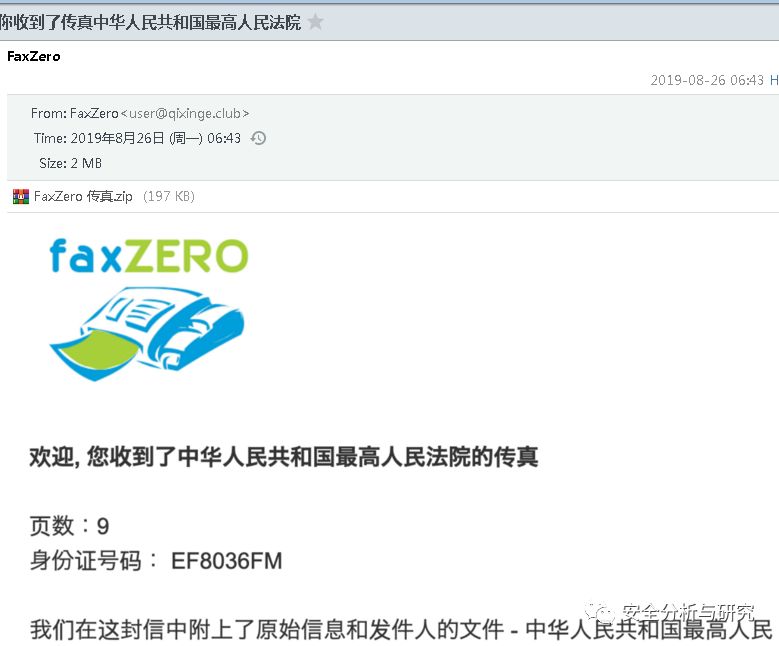 你收到了传真中华人民共和国最高人民法院
FaxZero
2019-08-26 06:43 H
From: FaxZero<user@qixinge.club>
Time: 2019年8月26日 (周一) 06:43
Size: 2 MB
FaxZero 传真.zip (197 KB)
faxZERO
欢迎, 您收到了中华人民共和国最高人民法院的传真
页数：9
身份证号码： EF8036FM
我们在这封信中附上了原始信息和发件人的文件 - 中华人民共和国最高人民
安全分析与研究